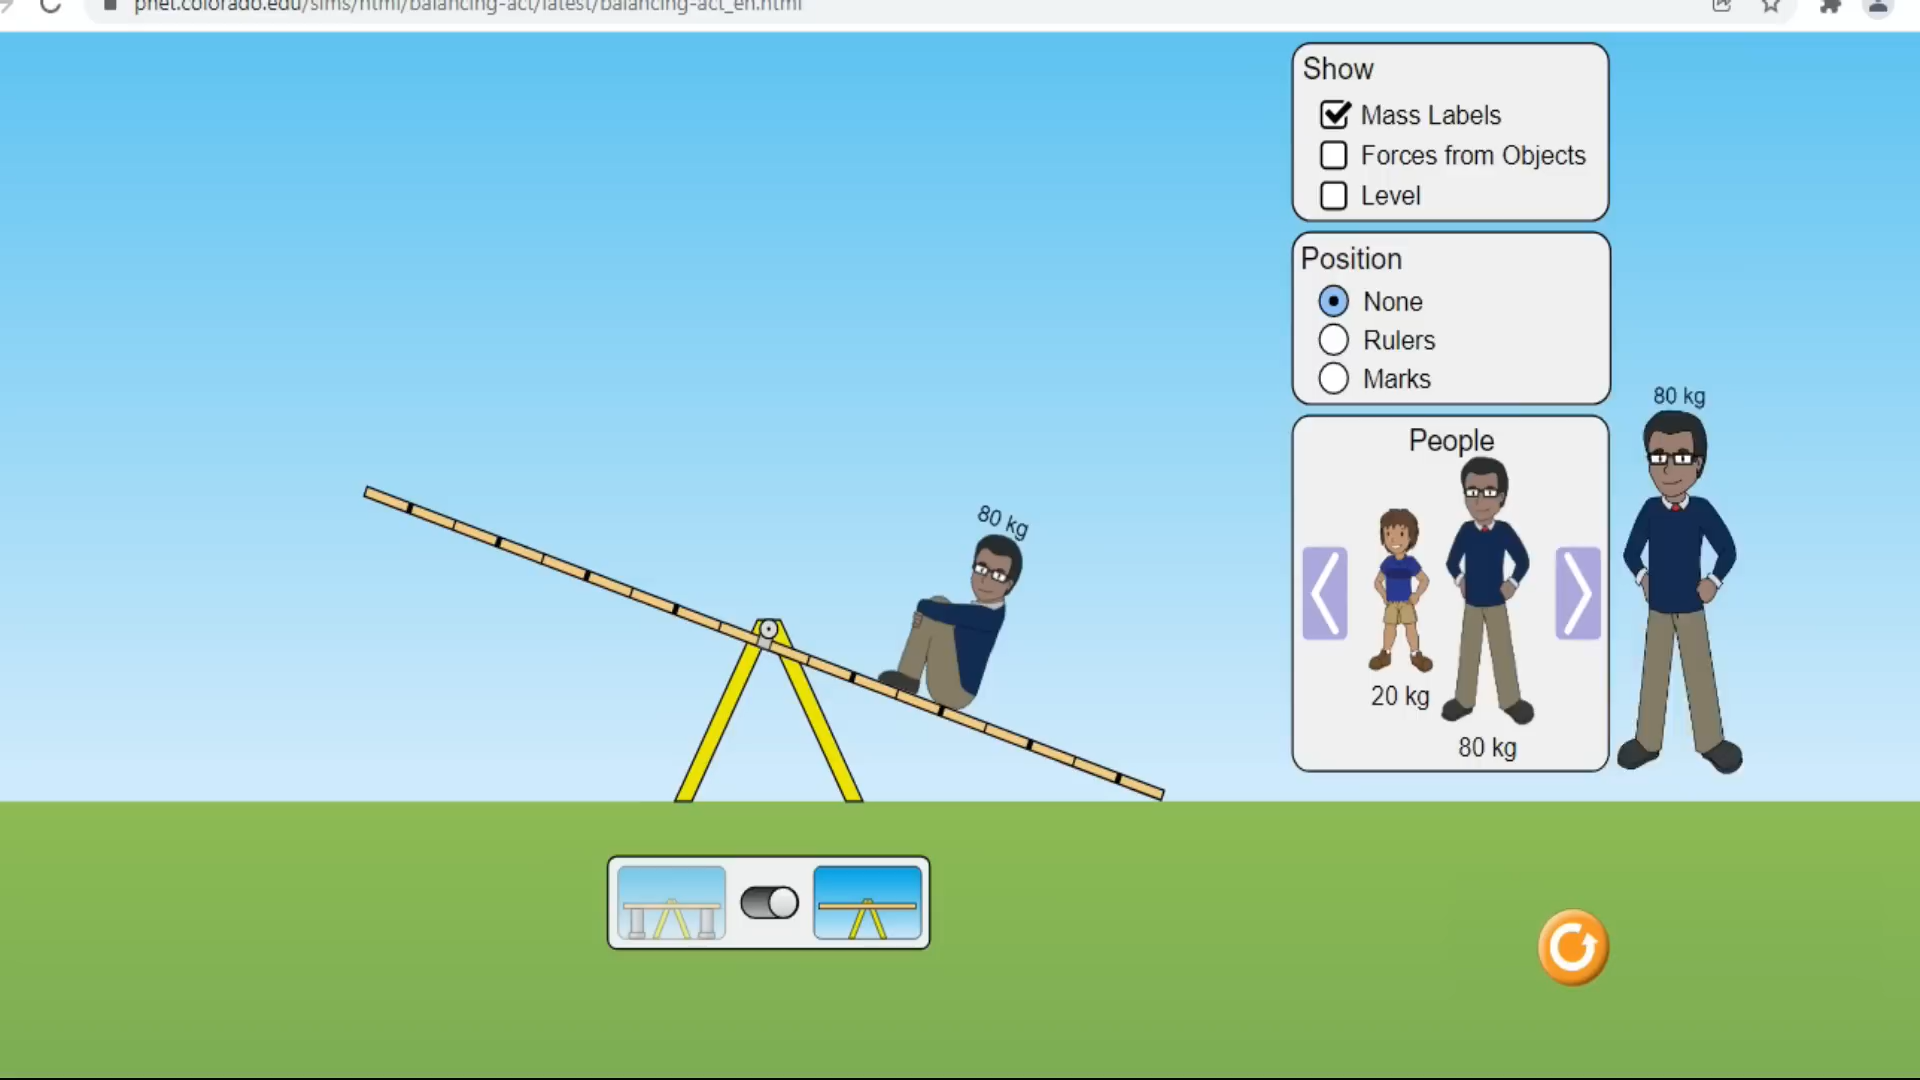 phet.colorado.edu/sims/html/balancing-act/latest/balancing-act_en.html
Show
Mass Labels
Forces from Objects
Level
Position
None
Rulers
Marks
80 kg
People
80 kg
20 kg
80 kg